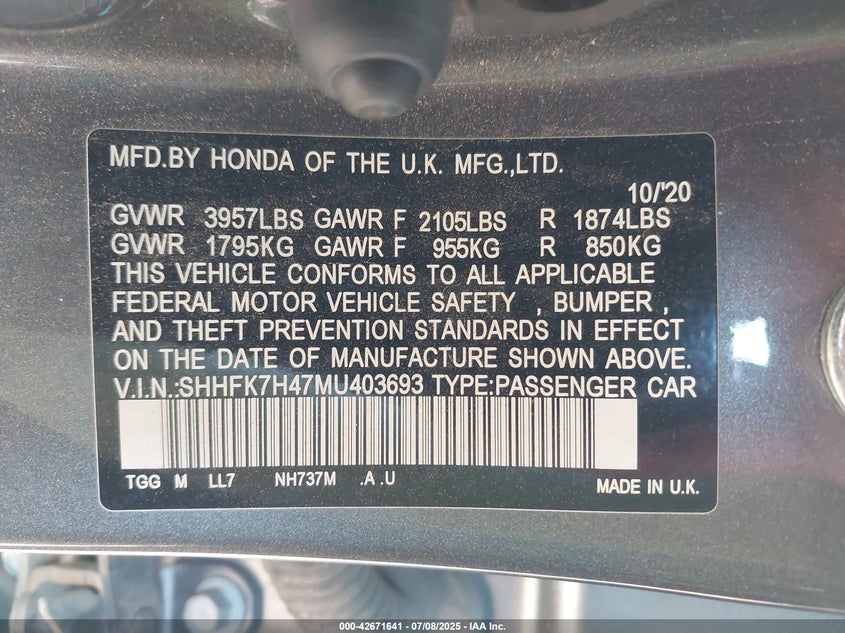 MFD.BY HONDA OF THE U.K. MFG.,LTD.
10/'20
GVWR 3957LBS GAWR F 2105LBS R 1874LBS
GVWR 1795KG GAWR F 955KG R 850KG
THIS VEHICLE CONFORMS TO ALL APPLICABLE
FEDERAL MOTOR VEHICLE SAFETY , BUMPER ,
AND THEFT PREVENTION STANDARDS IN EFFECT
ON THE DATE OF MANUFACTURE SHOWN ABOVE.
V.I.N.:SHHFK7H47MU403693 TYPE:PASSENGER CAR
TGG M LL7 NH737M .A .U
MADE IN U.K.
000-42671641 - 07/08/2025 - IAA Inc.